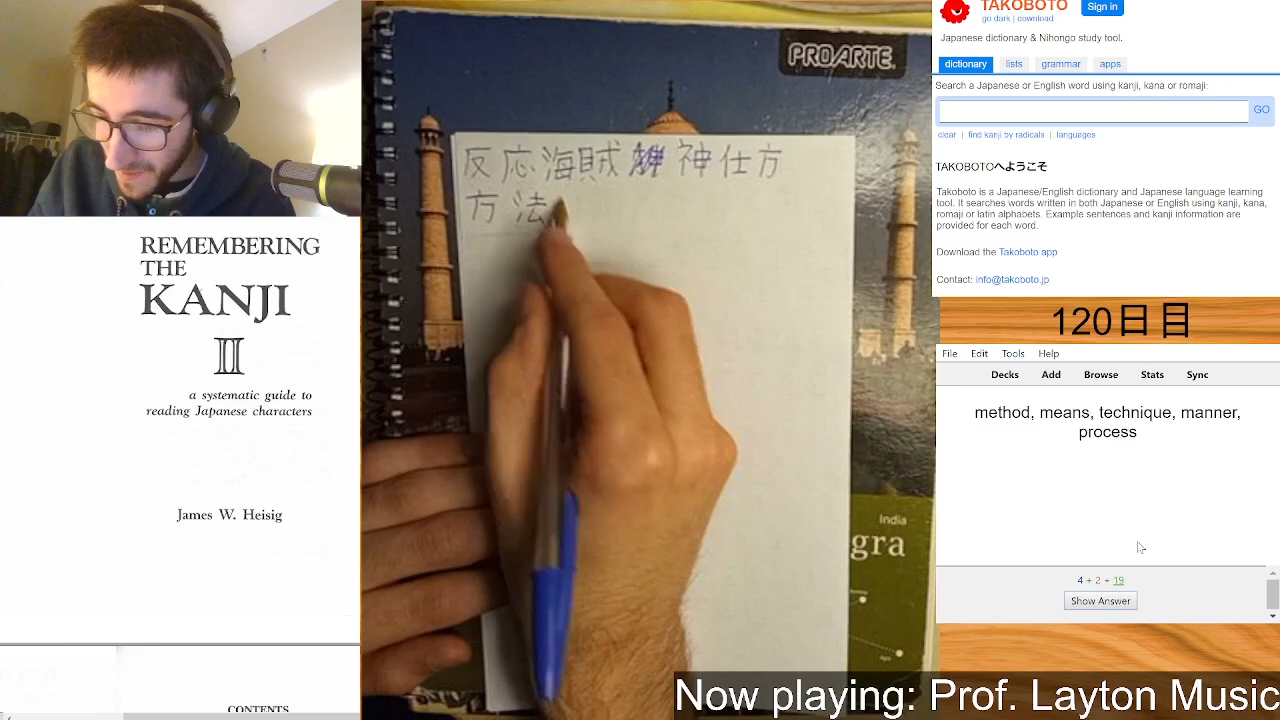 REMEMBERING
THE
KANJI
II
a systematic guide to
reading Japanese characters
James W. Heisig
CONTENTS
PROARTE
反応海賊 神仕方
方法
India
gra
TAKOBOTO
Sign in
go dark | download
Japanese dictionary & Nihongo study tool.
dictionary lists grammar apps
Search a Japanese or English word using kanji, kana or romaji:
GO
clear | find kanji by radicals | languages
TAKOBOTOへようこそ
Takoboto is a Japanese/English dictionary and Japanese language learning
tool. It searches words written in both Japanese or English using kanji, kana,
romaji or latin alphabets. Example sentences and kanji information are
provided for each word.
Download the Takoboto app
Contact: info@takoboto.jp
120日目
File Edit Tools Help
Decks Add Browse Stats Sync
method, means, technique, manner,
process
4 + 2 + 19
Show Answer
Now playing: Prof. Layton Music